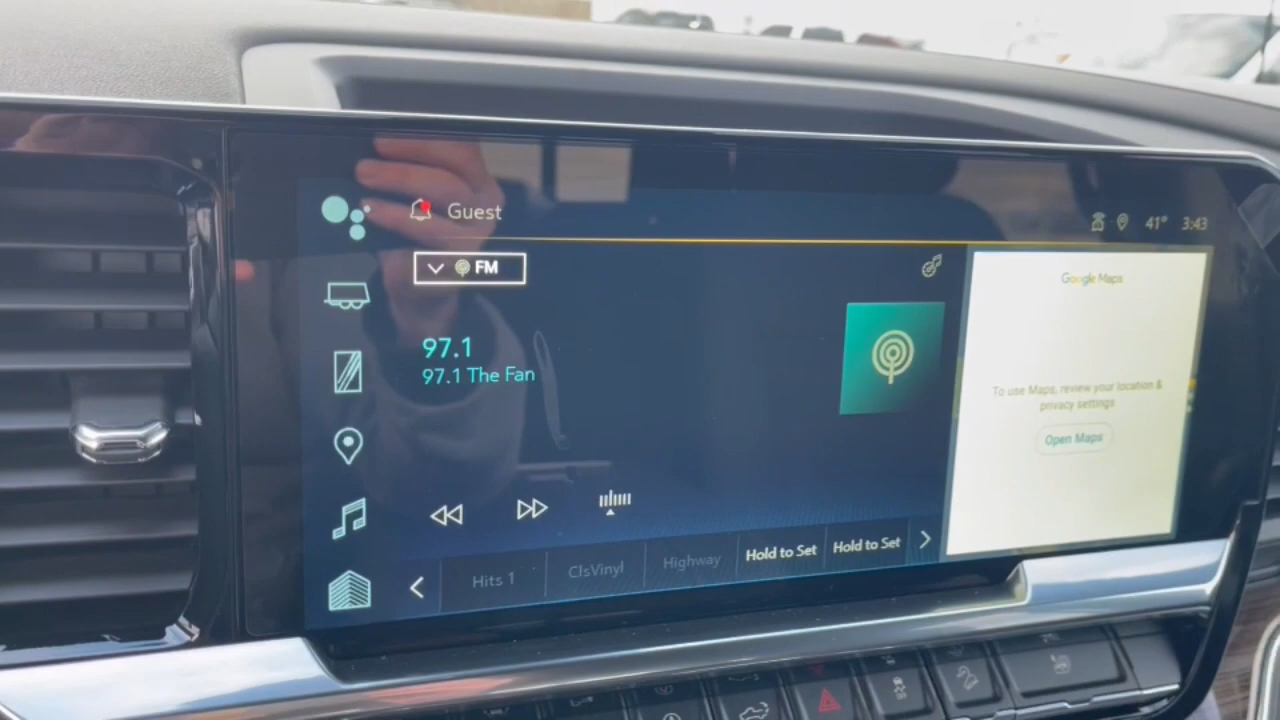 Guest
41° 3:43
FM
Google Maps
97.1
97.1 The Fan
To use Maps, review your location &
privacy settings
Open Maps
Hits 1
ClsVinyl
Highway
Hold to Set
Hold to Set